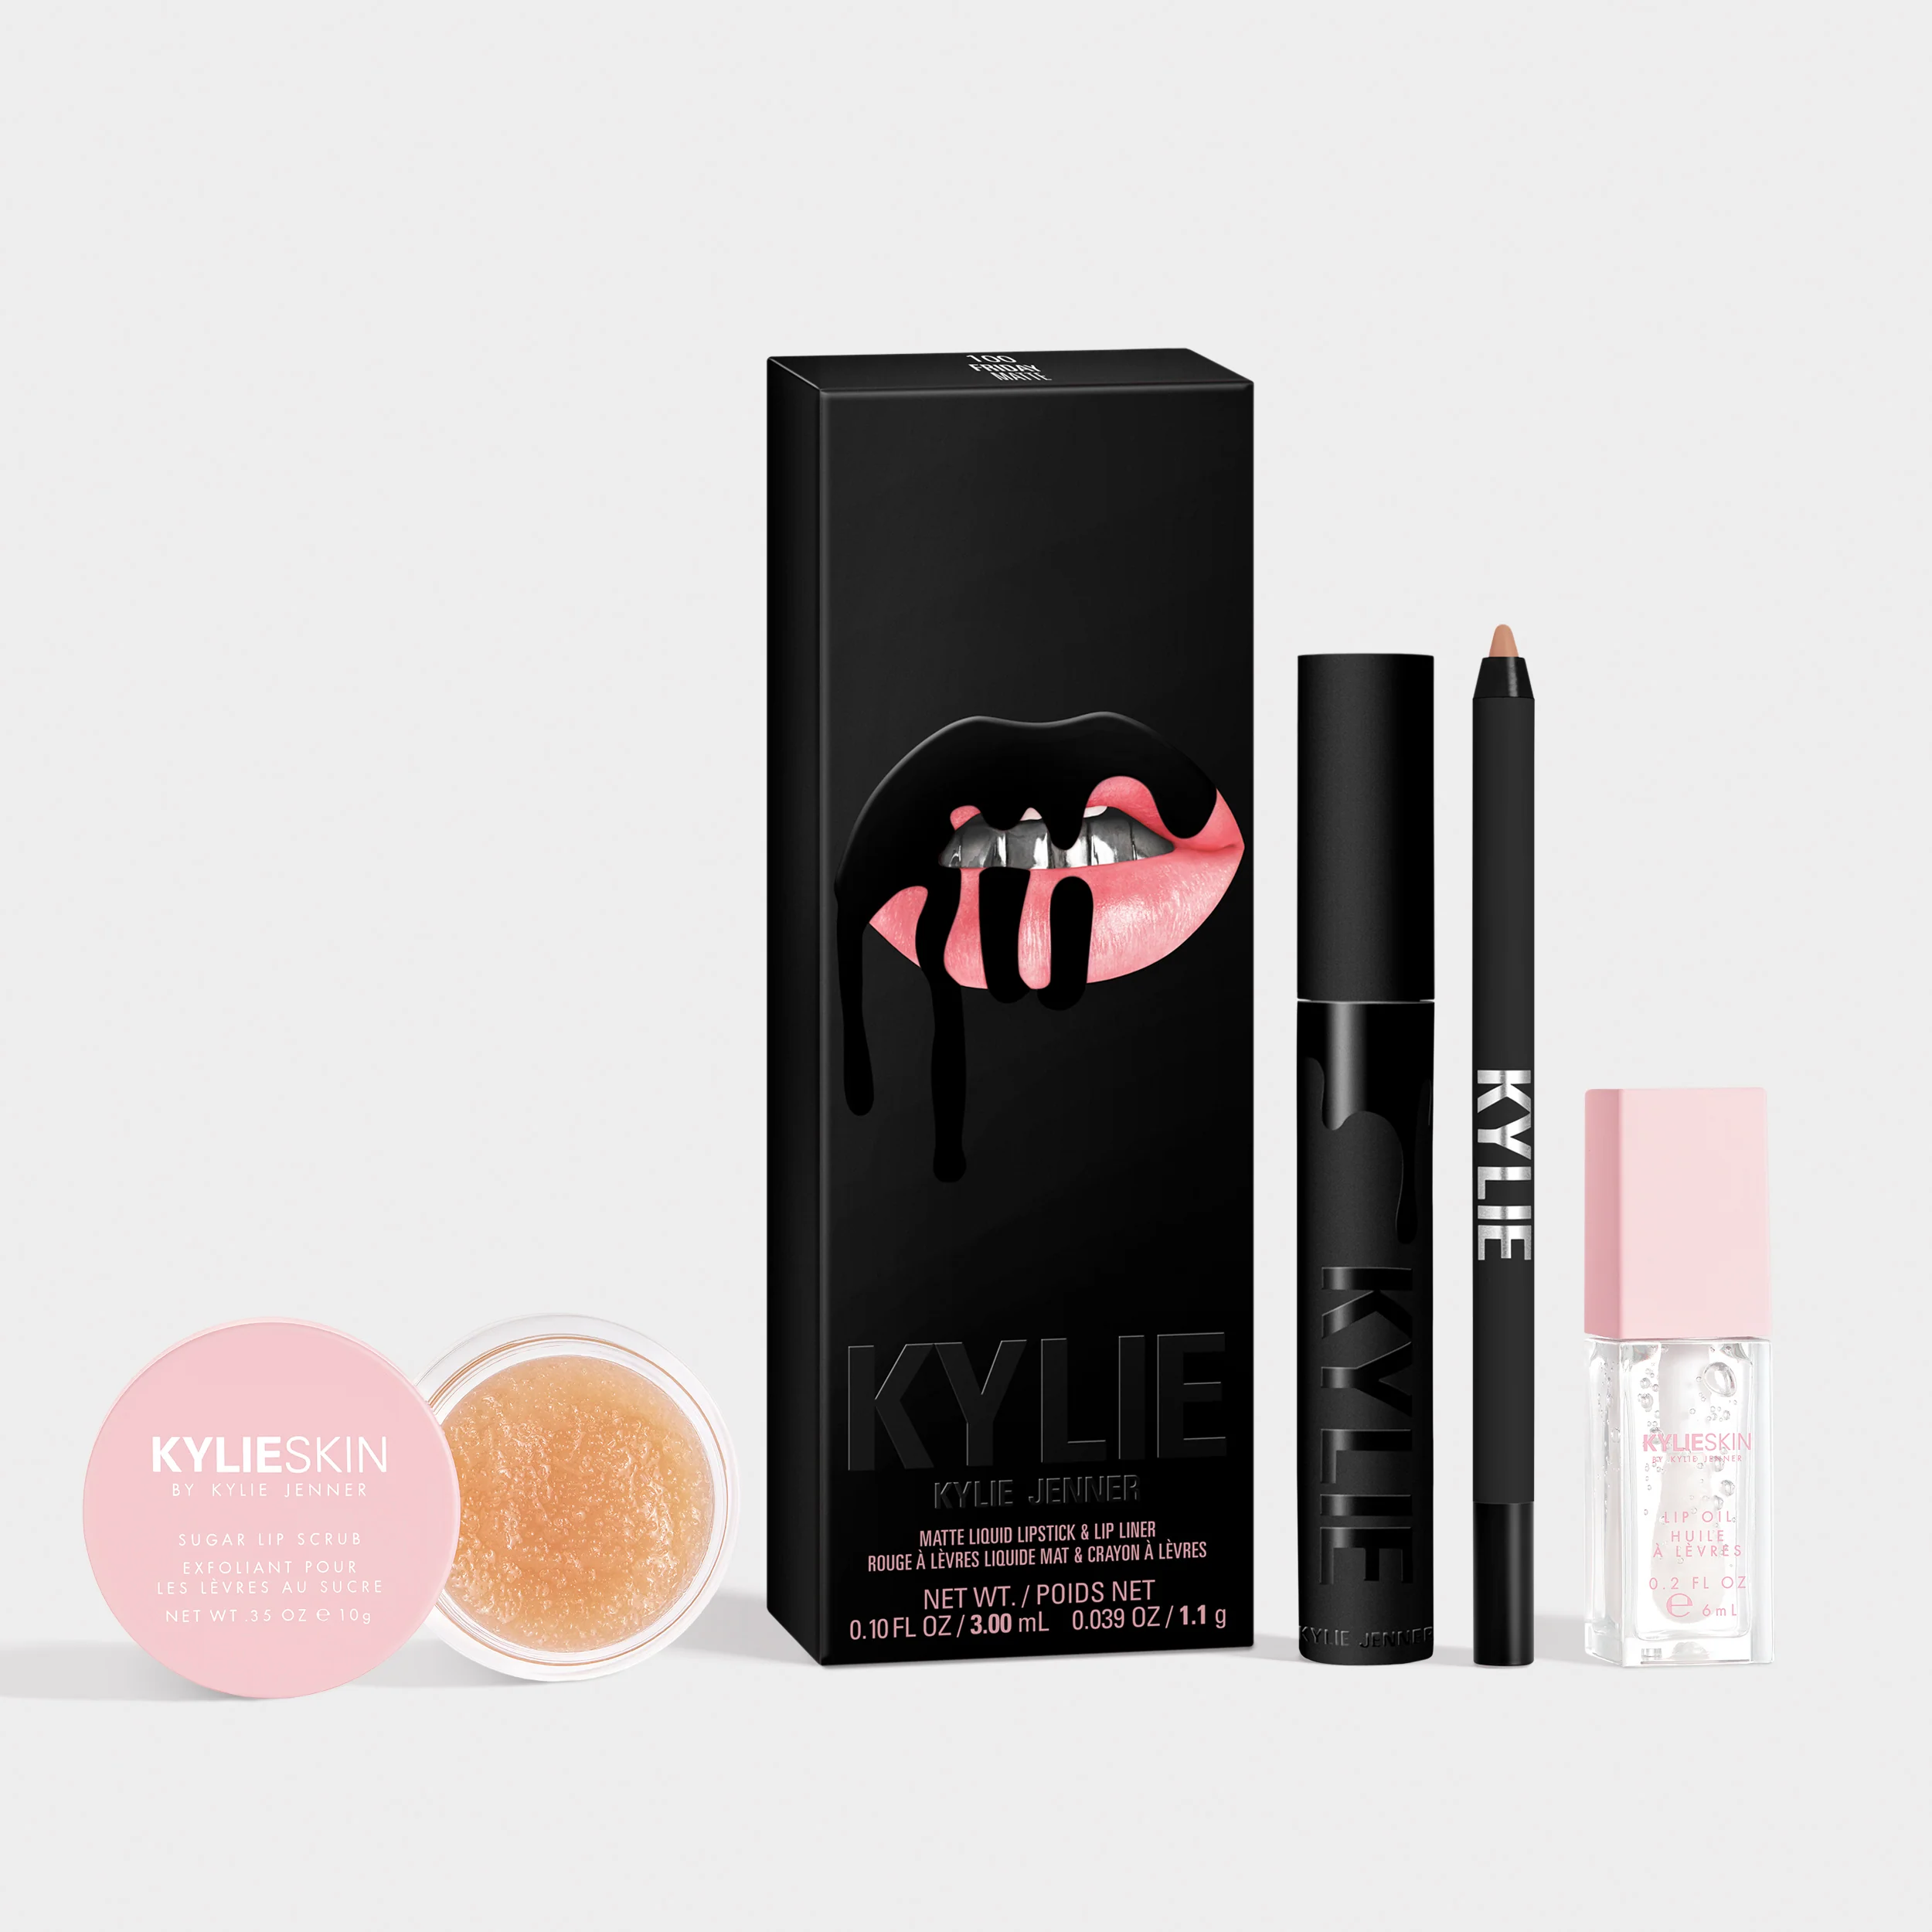 KYLIESKIN
BY KYLIE JENNER
SUGAR LIP SCRUB
EXFOLIANT POUR
LES LÈVRES AU SUCRE
NET WT .35 OZ ℮ 10g
100
FRIDAY
MATTE
KYLIE
KYLIE JENNER
MATTE LIQUID LIPSTICK & LIP LINER
ROUGE À LÈVRES LIQUIDE MAT & CRAYON À LÈVRES
NET WT. / POIDS NET
0.10 FL OZ / 3.00 mL 0.039 OZ / 1.1 g
KYLIE
KYLIE JENNER
KYLIE
KYLIESKIN
BY KYLIE JENNER
LIP OIL
HUILE
À LÈVRES
0.2 FL OZ
℮ 6mL